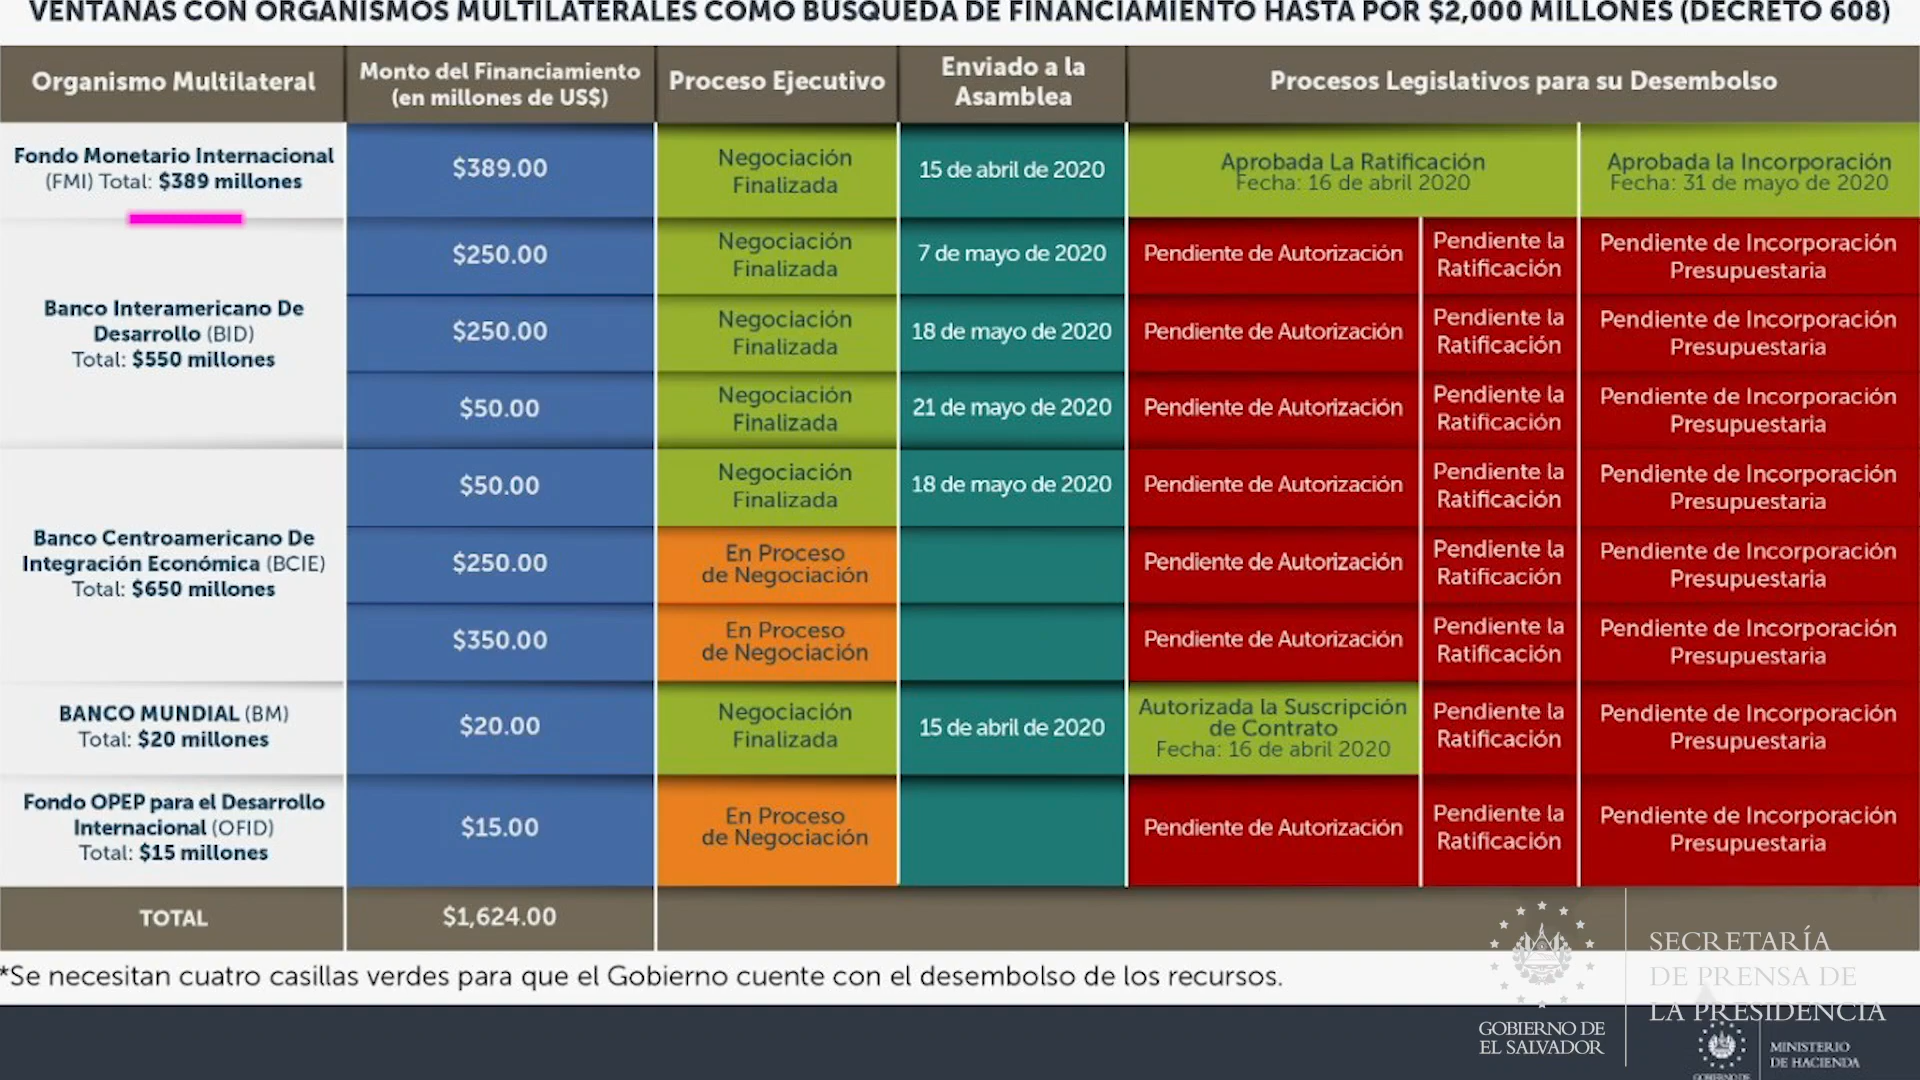 VENTANAS CON ORGANISMOS MULTILATERALES COMO BÚSQUEDA DE FINANCIAMIENTO HASTA POR $2,000 MILLONES (DECRETO 608)
Organismo Multilateral
Monto del Financiamiento
(en millones de US$)
Proceso Ejecutivo
Enviado a la
Asamblea
Procesos Legislativos para su Desembolso
Fondo Monetario Internacional
(FMI) Total: $389 millones
$389.00
Negociación
Finalizada
15 de abril de 2020
Aprobada La Ratificación
Fecha: 16 de abril 2020
Aprobada la Incorporación
Fecha: 31 de mayo de 2020
Banco Interamericano De
Desarrollo (BID)
Total: $550 millones
$250.00
Negociación
Finalizada
7 de mayo de 2020
Pendiente de Autorización
Pendiente la
Ratificación
Pendiente de Incorporación
Presupuestaria
$250.00
Negociación
Finalizada
18 de mayo de 2020
Pendiente de Autorización
Pendiente la
Ratificación
Pendiente de Incorporación
Presupuestaria
$50.00
Negociación
Finalizada
21 de mayo de 2020
Pendiente de Autorización
Pendiente la
Ratificación
Pendiente de Incorporación
Presupuestaria
Banco Centroamericano De
Integración Económica (BCIE)
Total: $650 millones
$50.00
Negociación
Finalizada
18 de mayo de 2020
Pendiente de Autorización
Pendiente la
Ratificación
Pendiente de Incorporación
Presupuestaria
$250.00
En Proceso
de Negociación
Pendiente de Autorización
Pendiente la
Ratificación
Pendiente de Incorporación
Presupuestaria
$350.00
En Proceso
de Negociación
Pendiente de Autorización
Pendiente la
Ratificación
Pendiente de Incorporación
Presupuestaria
BANCO MUNDIAL (BM)
Total: $20 millones
$20.00
Negociación
Finalizada
15 de abril de 2020
Autorizada la Suscripción
de Contrato
Fecha: 16 de abril 2020
Pendiente la
Ratificación
Pendiente de Incorporación
Presupuestaria
Fondo OPEP para el Desarrollo
Internacional (OFID)
Total: $15 millones
$15.00
En Proceso
de Negociación
Pendiente de Autorización
Pendiente la
Ratificación
Pendiente de Incorporación
Presupuestaria
TOTAL
$1,624.00
*Se necesitan cuatro casillas verdes para que el Gobierno cuente con el desembolso de los recursos.
GOBIERNO DE
EL SALVADOR
SECRETARÍA
DE PRENSA DE
LA PRESIDENCIA
MINISTERIO
DE HACIENDA
GOBIERNO DE